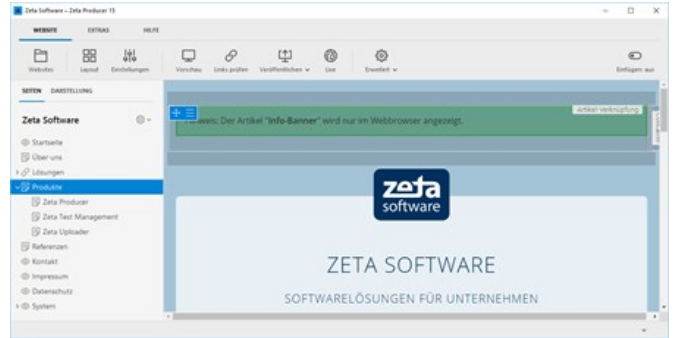 Zeta Software – Zeta Producer 15
WEBSITE EXTRAS HILFE
Websites Layout Einstellungen Vorschau Links prüfen Veröffentlichen Live Erweitert Einfügen aus
SEITEN DARSTELLUNG
Zeta Software
Startseite
Über uns
Lösungen
Produkte
Zeta Producer
Zeta Test Management
Zeta Uploader
Referenzen
Kontakt
Impressum
Datenschutz
System
Artikel-Verknüpfung
Hinweis: Der Artikel "Info-Banner" wird nur im Webbrowser angezeigt.
zeta
software
ZETA SOFTWARE
SOFTWARELÖSUNGEN FÜR UNTERNEHMEN